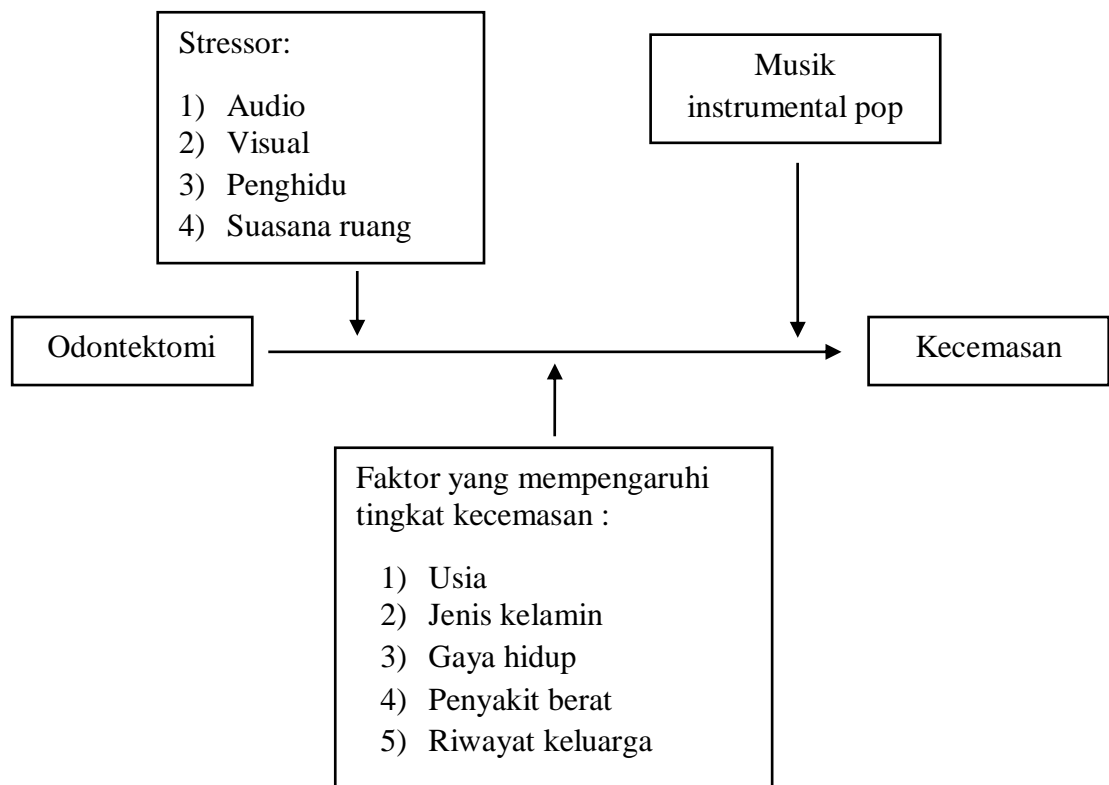 Stressor:
1) Audio
2) Visual
3) Penghidu
4) Suasana ruang
Musik
instrumental pop
Odontektomi
Kecemasan
Faktor yang mempengaruhi
tingkat kecemasan :
1) Usia
2) Jenis kelamin
3) Gaya hidup
4) Penyakit berat
5) Riwayat keluarga